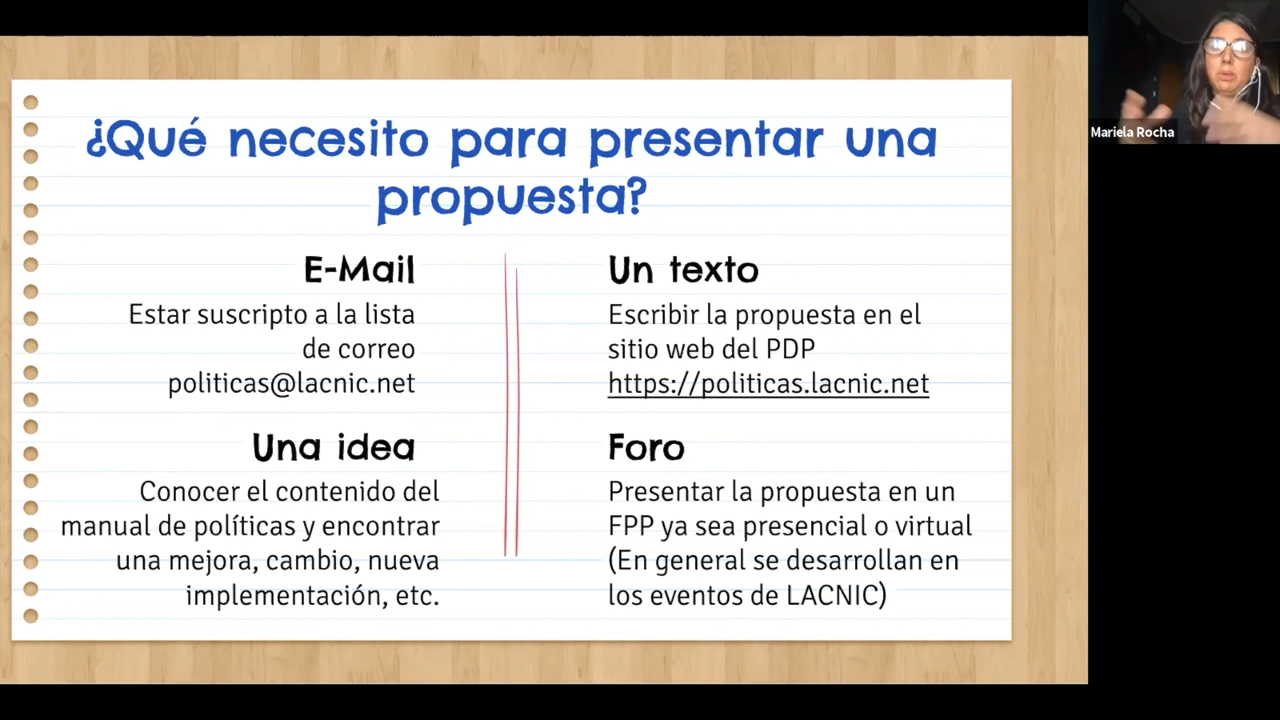 ¿Qué necesito para presentar una
propuesta?
E-Mail
Estar suscripto a la lista
de correo
politicas@lacnic.net
Una idea
Conocer el contenido del
manual de políticas y encontrar
una mejora, cambio, nueva
implementación, etc.
Un texto
Escribir la propuesta en el
sitio web del PDP
https://politicas.lacnic.net
Foro
Presentar la propuesta en un
FPP ya sea presencial o virtual
(En general se desarrollan en
los eventos de LACNIC)
Mariela Rocha